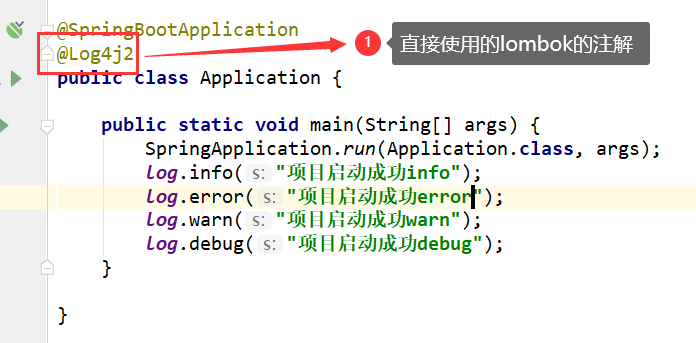 @SpringBootApplication
@Log4j2
1 直接使用的lombok的注解
public class Application {
public static void main(String[] args) {
SpringApplication.run(Application.class, args);
log.info( s: "项目启动成功info");
log.error( s: "项目启动成功error");
log.warn( s: "项目启动成功warn");
log.debug( s: "项目启动成功debug");
}
}